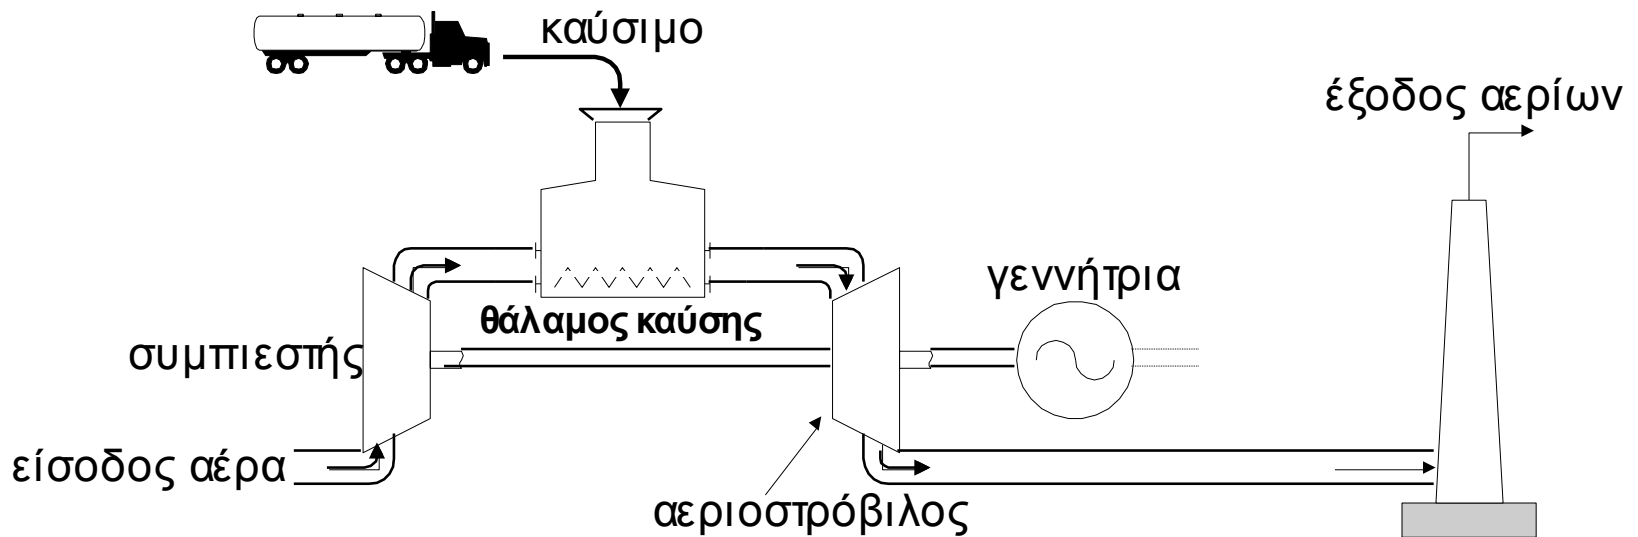 καύσιμο
έξοδος αερίων
γεννήτρια
θάλαμος καύσης
συμπιεστής
είσοδος αέρα
αεριοστρόβιλος